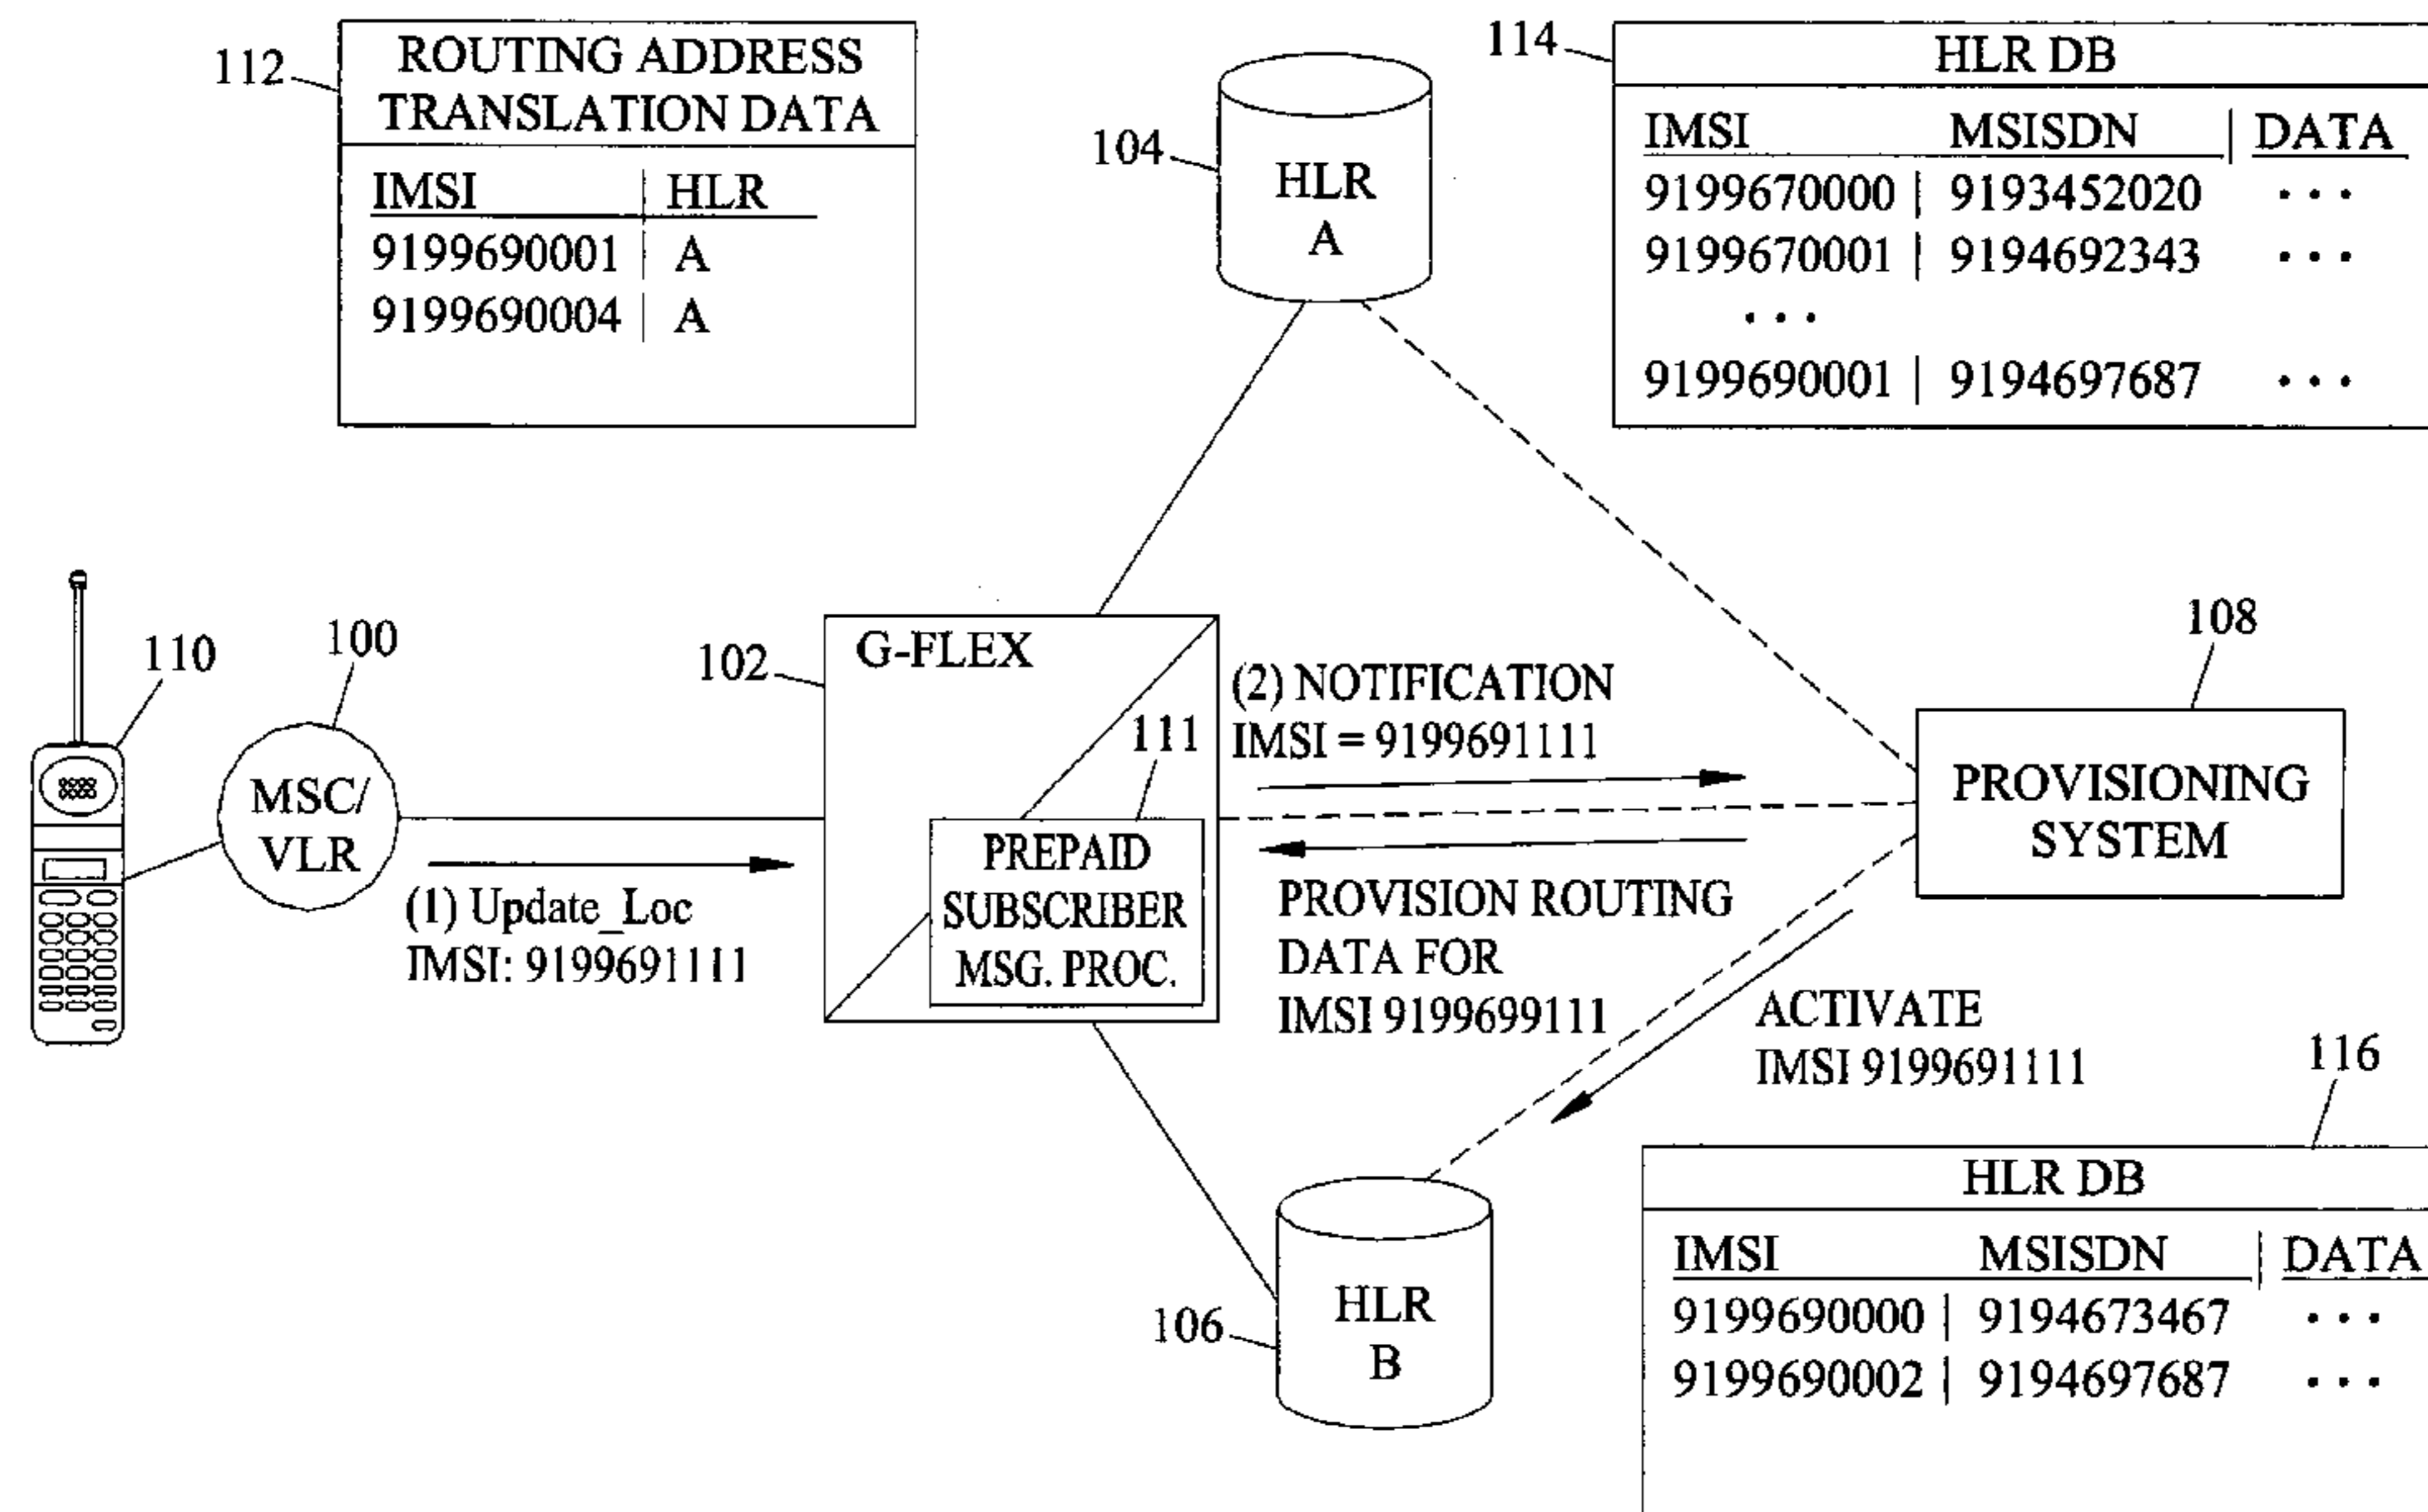 112
ROUTING ADDRESS
TRANSLATION DATA
IMSI | HLR
9199690001 | A
9199690004 | A
104
HLR
A
114
HLR DB
IMSI MSISDN | DATA
9199670000 | 9193452020 ...
9199670001 | 9194692343 ...
...
9199690001 | 9194697687 ...
110
100
MSC/
VLR
(1) Update_Loc
IMSI: 9199691111
102
G-FLEX
111
PREPAID
SUBSCRIBER
MSG. PROC.
(2) NOTIFICATION
IMSI = 9199691111
PROVISION ROUTING
DATA FOR
IMSI 9199699111
108
PROVISIONING
SYSTEM
ACTIVATE
IMSI 9199691111
106
HLR
B
116
HLR DB
IMSI MSISDN | DATA
9199690000 | 9194673467 ...
9199690002 | 9194697687 ...